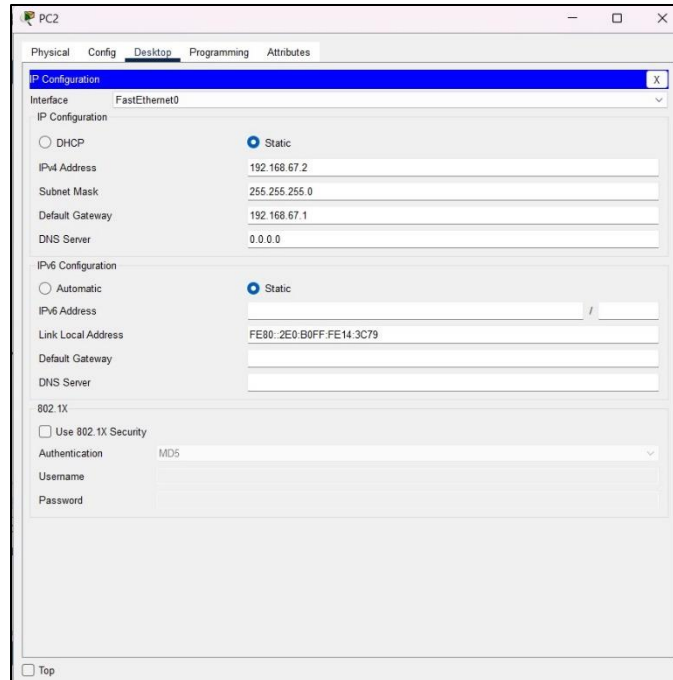 PC2
Physical Config Desktop Programming Attributes
IP Configuration X
Interface FastEthernet0
IP Configuration
DHCP Static
IPv4 Address 192.168.67.2
Subnet Mask 255.255.255.0
Default Gateway 192.168.67.1
DNS Server 0.0.0.0
IPv6 Configuration
Automatic Static
IPv6 Address /
Link Local Address FE80::2E0:B0FF:FE14:3C79
Default Gateway
DNS Server
802.1X
Use 802.1X Security
Authentication MD5
Username
Password
Top